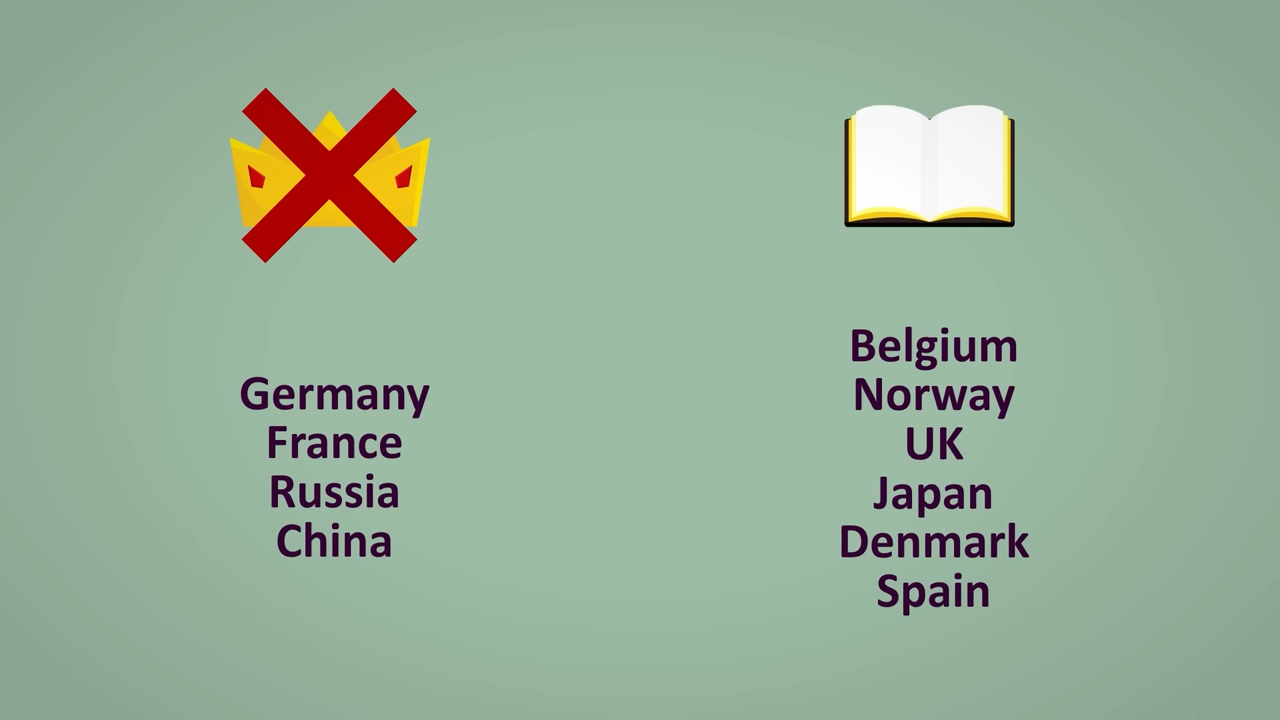 Germany
France
Russia
China
Belgium
Norway
UK
Japan
Denmark
Spain